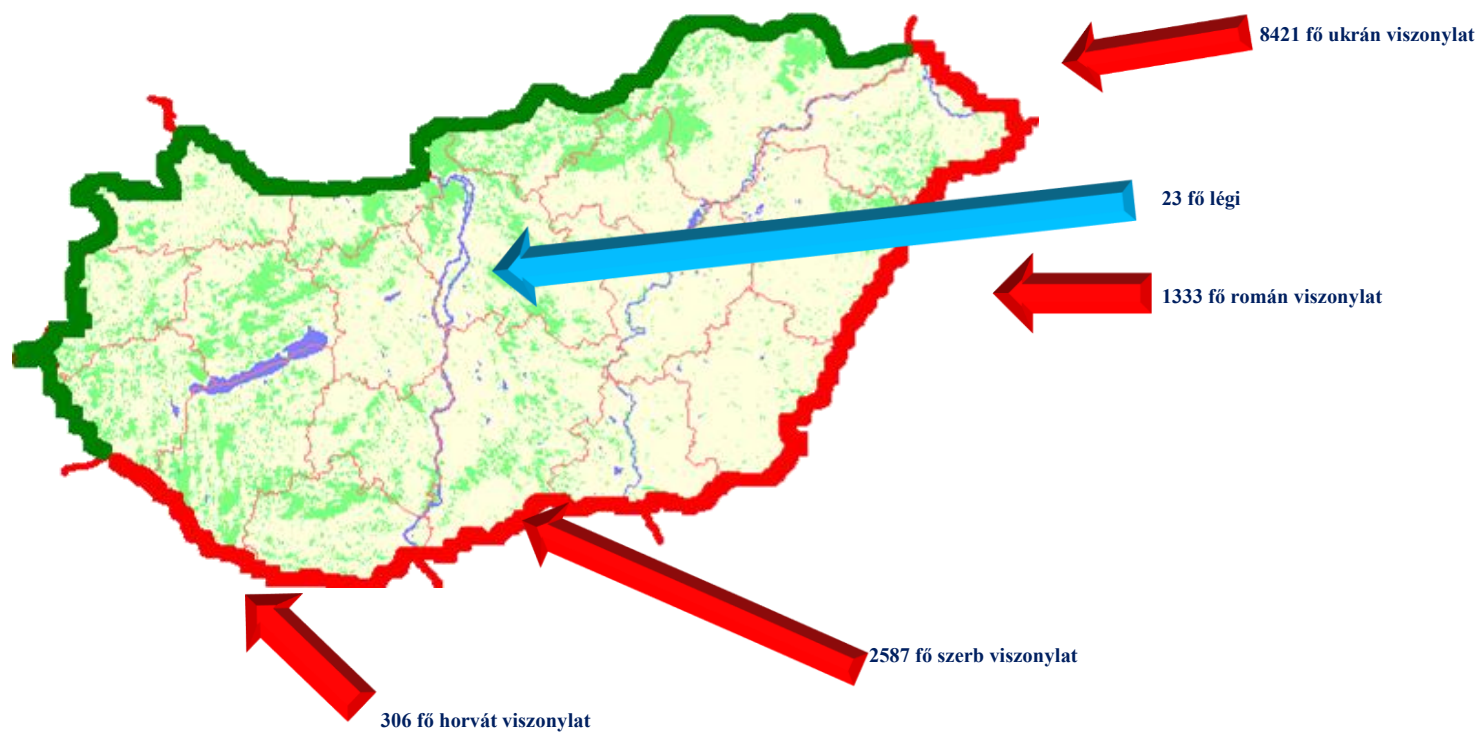 8421 fő ukrán viszonylat
23 fő légi
1333 fő román viszonylat
2587 fő szerb viszonylat
306 fő horvát viszonylat